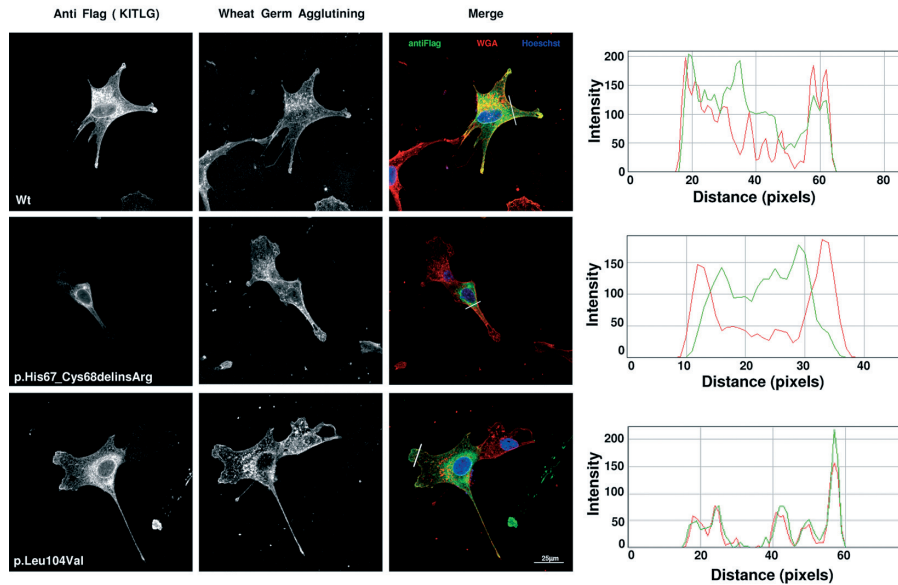 Anti Flag ( KITLG)
Wheat Germ Agglutining
Merge
antiFlag
WGA
Hoeschat
Wt
Intensity
200
150
100
50
0
0
20
40
60
80
Distance (pixels)
p.His67_Cys68delinsArg
Intensity
150
100
50
0
0
10
20
30
40
Distance (pixels)
p.Leu104Val
25μm
Intensity
200
150
100
50
0
0
20
40
60
80
Distance (pixels)